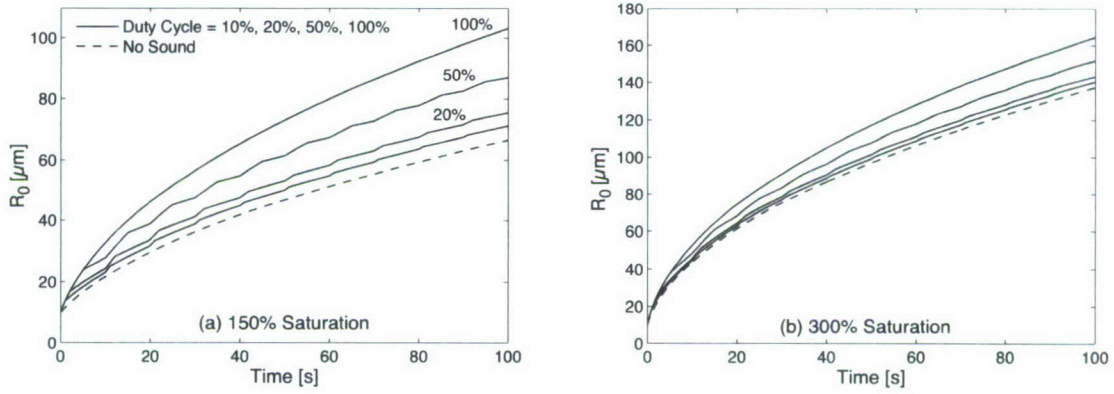 Duty Cycle = 10%, 20%, 50%, 100%
No Sound
100%
50%
20%
R0 [µm]
100
80
60
40
20
0
(a) 150% Saturation
0 20 40 60 80 100
Time [s]
R0 [µm]
180
160
140
120
100
80
60
40
20
0
(b) 300% Saturation
0 20 40 60 80 100
Time [s]